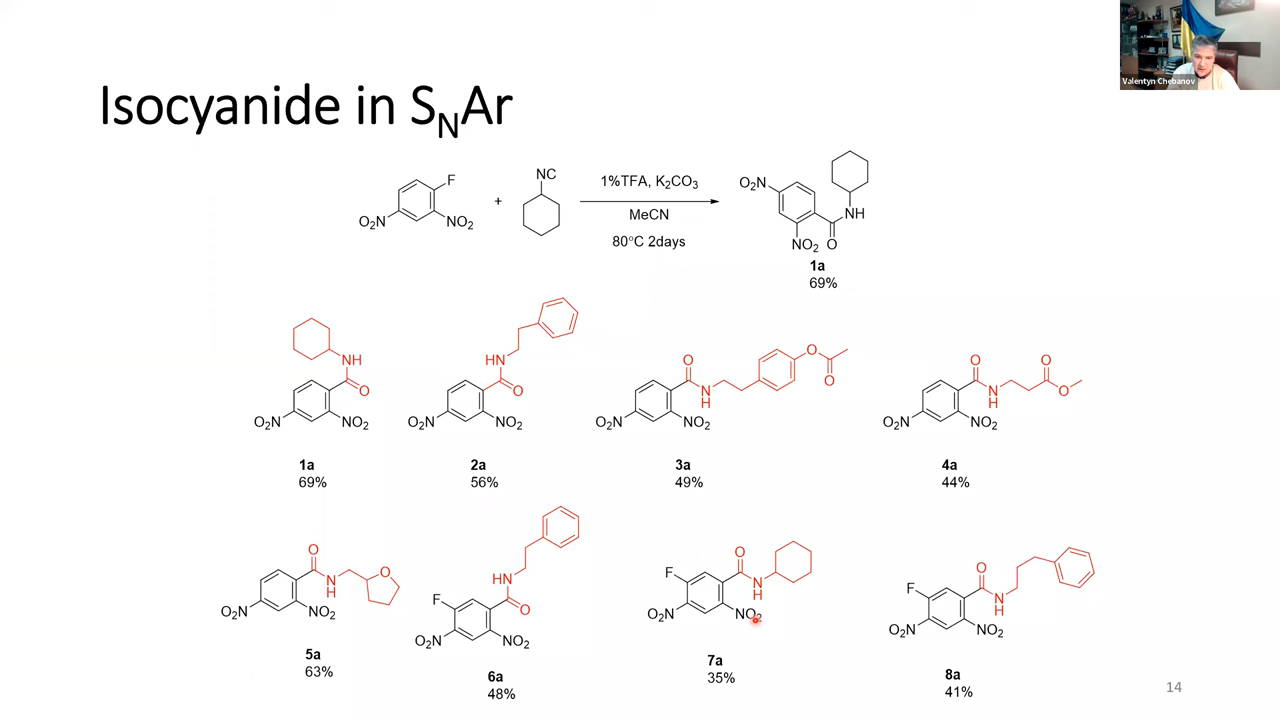 Valentyn Chebanov
Isocyanide in SNAr
F
O2N
NO2
+
NC
1%TFA, K2CO3
MeCN
80°C 2days
O2N
NH
NO2 O
1a
69%
NH
O
O2N
NO2
1a
69%
HN
O
O2N
NO2
2a
56%
O
N
H
O
O
O2N
NO2
3a
49%
O
N
H
O
O
O2N
NO2
4a
44%
O
N
H
O
O2N
NO2
5a
63%
HN
F
O
O2N
NO2
6a
48%
O
F
N
H
O2N
NO2
7a
35%
O
F
N
H
O2N
NO2
8a
41%
14